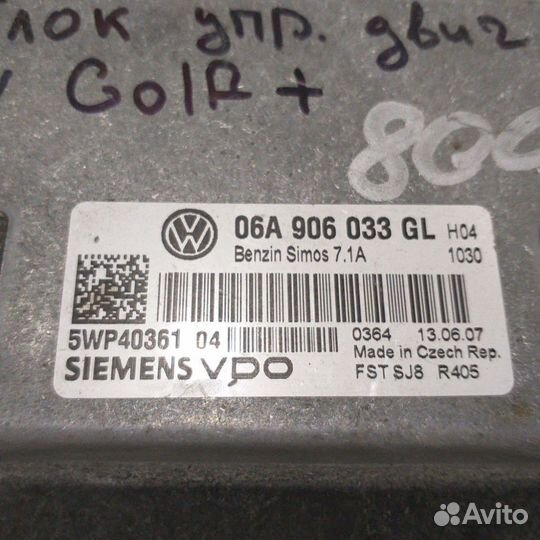 блок упр. двиг
Golf +
800
06A 906 033 GL H04
Benzin Simos 7.1A 1030
5WP40361 04 0364 13.06.07
Made in Czech Rep.
SIEMENS VDO FST SJ8 R405
Avito